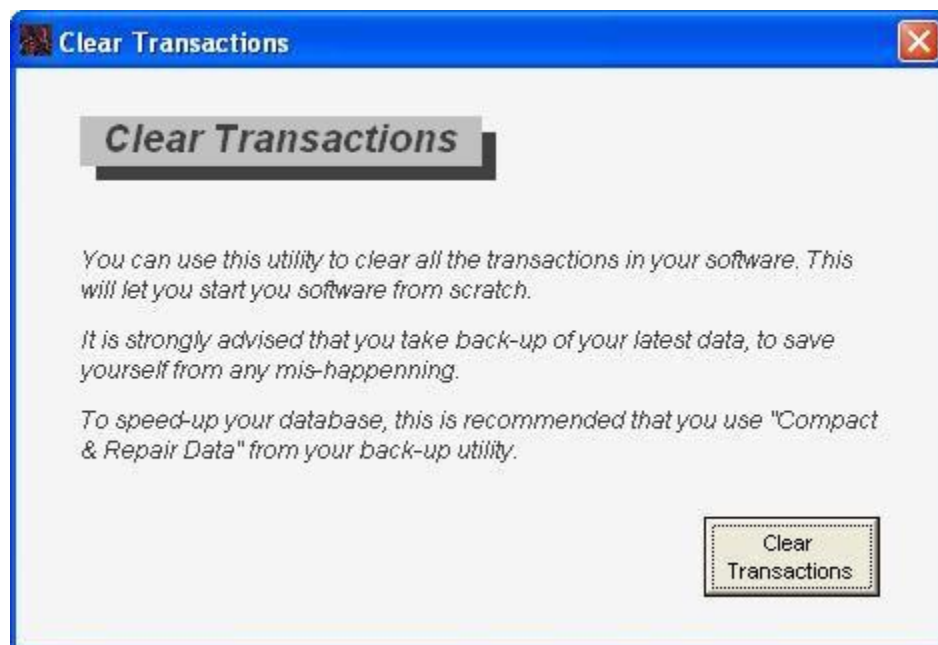 Clear Transactions
Clear Transactions
You can use this utility to clear all the transactions in your software. This
will let you start you software from scratch.
It is strongly advised that you take back-up of your latest data, to save
yourself from any mis-happenning.
To speed-up your database, this is recommended that you use "Compact
& Repair Data" from your back-up utility.
Clear
Transactions